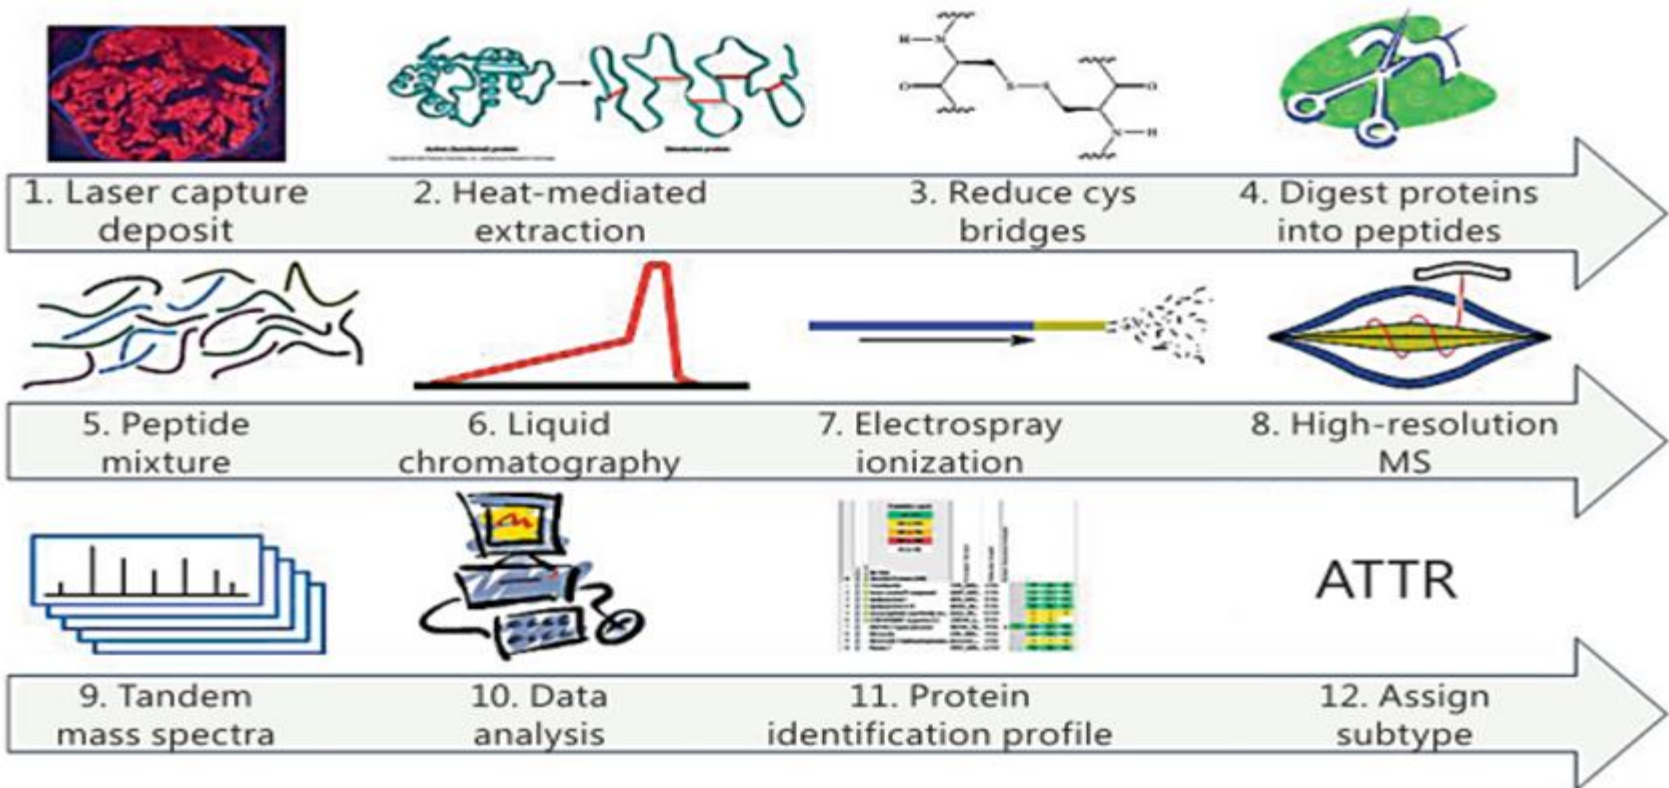 H—N
O
S—S
O
N—H
1. Laser capture
deposit
2. Heat-mediated
extraction
3. Reduce cys
bridges
4. Digest proteins
into peptides
5. Peptide
mixture
6. Liquid
chromatography
7. Electrospray
ionization
8. High-resolution
MS
ATTR
9. Tandem
mass spectra
10. Data
analysis
11. Protein
identification profile
12. Assign
subtype